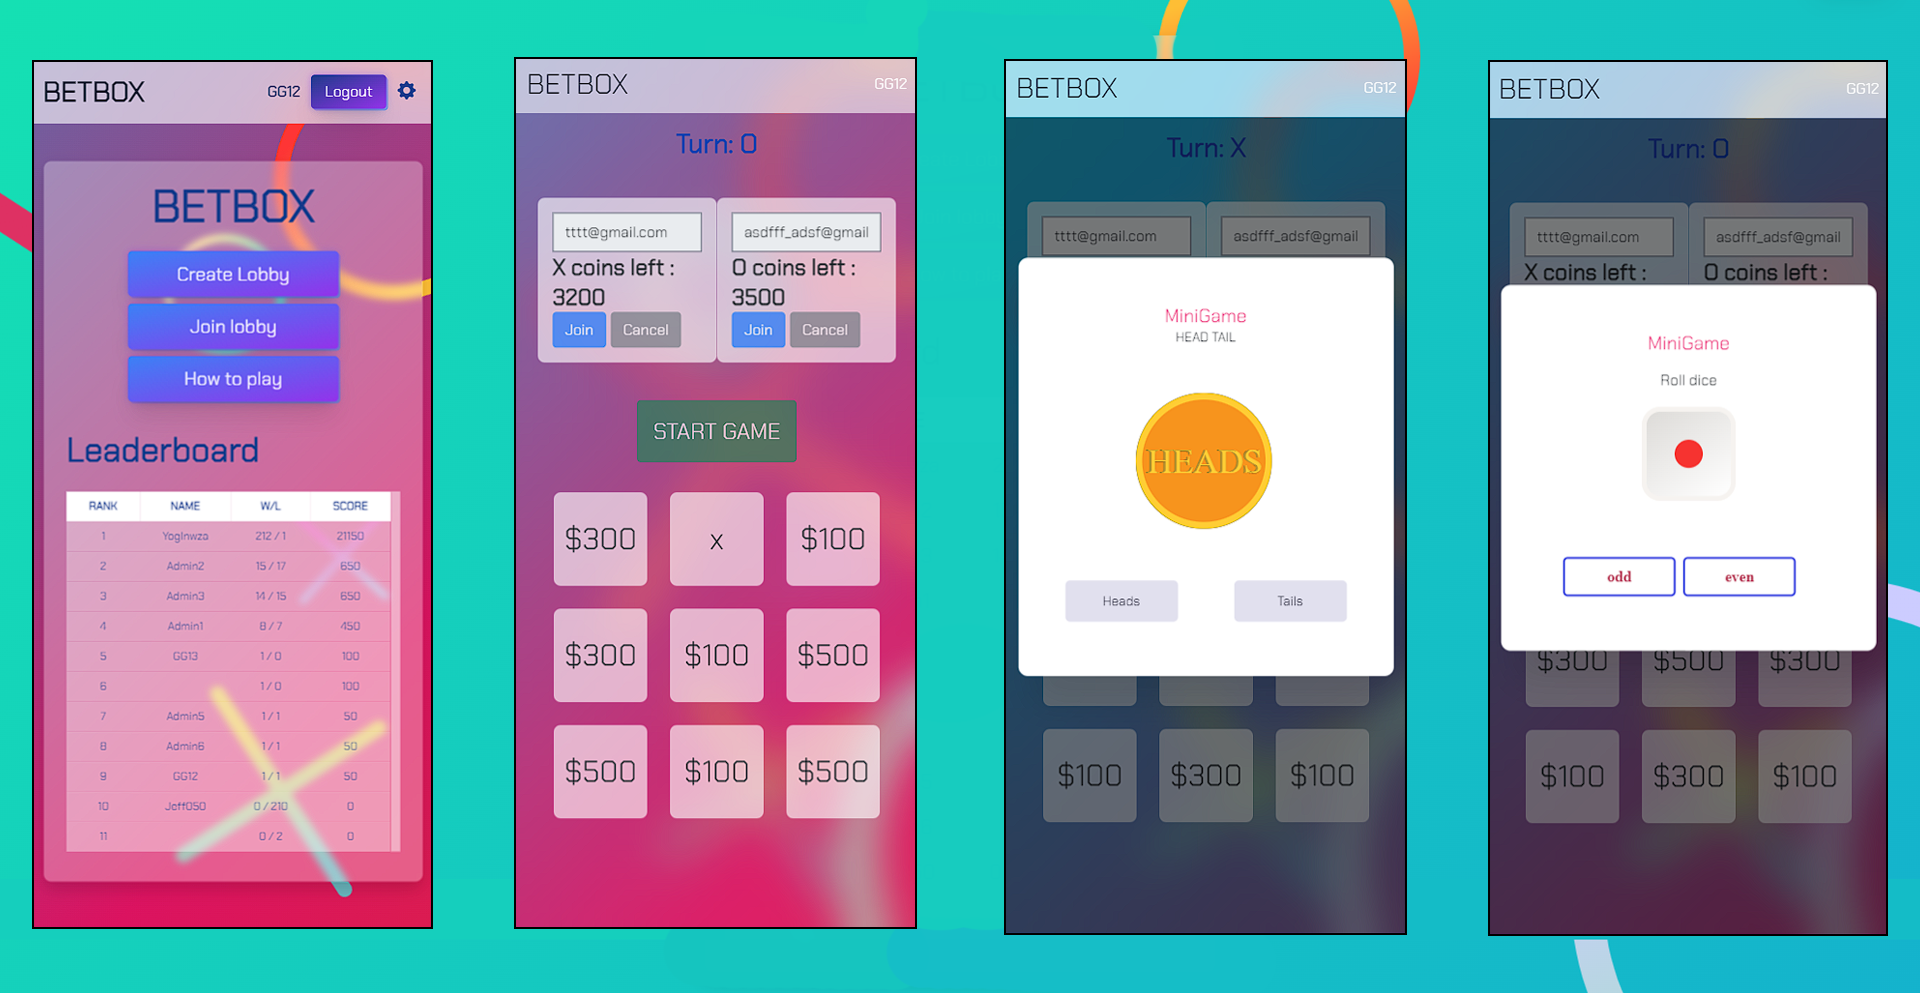 BETBOX
GG12 Logout
BETBOX
Create Lobby
Join lobby
How to play
Leaderboard
RANK NAME W/L SCORE
1 YogInwza 212 / 1 21150
2 Admin2 15 / 17 650
3 Admin3 14 / 15 650
4 Admin1 8 / 7 450
5 GG13 1 / 0 100
6 1 / 0 100
7 Admin5 1 / 1 50
8 Admin6 1 / 1 50
9 GG12 1 / 1 50
10 Jeff050 0 / 210 0
11 0 / 2 0
BETBOX
GG12
Turn: O
tttt@gmail.com
X coins left :
3200
Join Cancel
asdfff_adsf@gmail
O coins left :
3500
Join Cancel
START GAME
$300 x $100
$300 $100 $500
$500 $100 $500
BETBOX
GG12
Turn: X
tttt@gmail.com
asdfff_adsf@gmail
MiniGame
HEAD TAIL
HEADS
Heads Tails
$100 $300 $100
BETBOX
GG12
Turn: O
tttt@gmail.com
X coins left :
asdfff_adsf@gmail
O coins left :
MiniGame
Roll dice
odd even
$300 $500 $300
$100 $300 $100